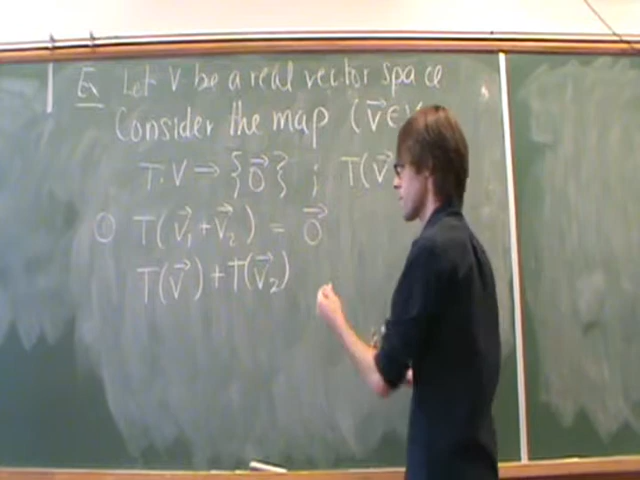 Ex Let V be a real vector space
Consider the map (v⃗ ∈ V
T: V → {0⃗} ; T(v⃗
① T(v⃗₁ + v⃗₂) = 0⃗
T(v⃗) + T(v⃗₂)